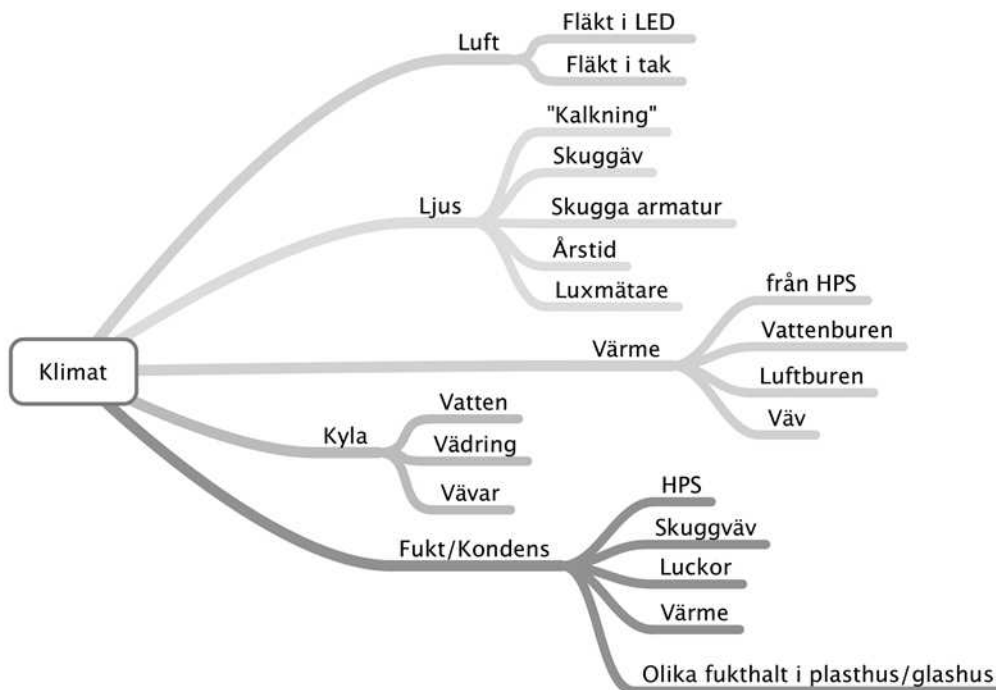 Klimat
Luft
Fläkt i LED
Fläkt i tak
Ljus
"Kalkning"
Skuggäv
Skugga armatur
Årstid
Luxmätare
Värme
från HPS
Vattenburen
Luftburen
Väv
Kyla
Vatten
Vädring
Vävar
Fukt/Kondens
HPS
Skuggväv
Luckor
Värme
Olika fukthalt i plasthus/glashus